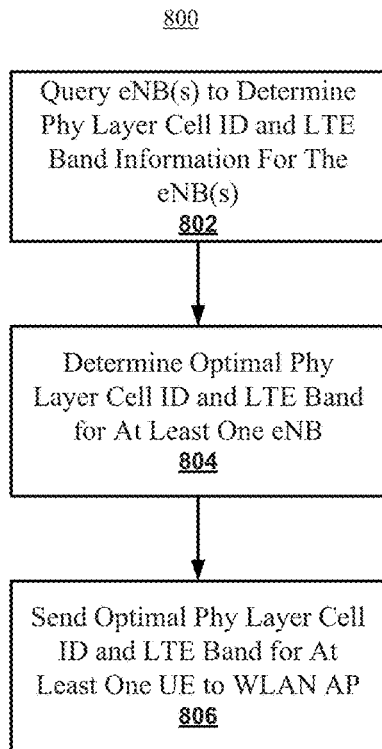 800
Query eNB(s) to Determine
Phy Layer Cell ID and LTE
Band Information For The
eNB(s)
802
Determine Optimal Phy
Layer Cell ID and LTE Band
for At Least One eNB
804
Send Optimal Phy Layer Cell
ID and LTE Band for At
Least One UE to WLAN AP
806